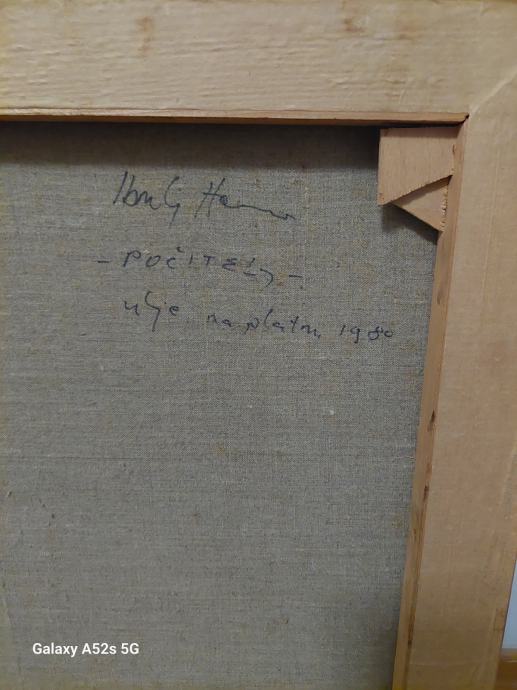 - POČITELJ -
ulje na platnu 1980
Galaxy A52s 5G